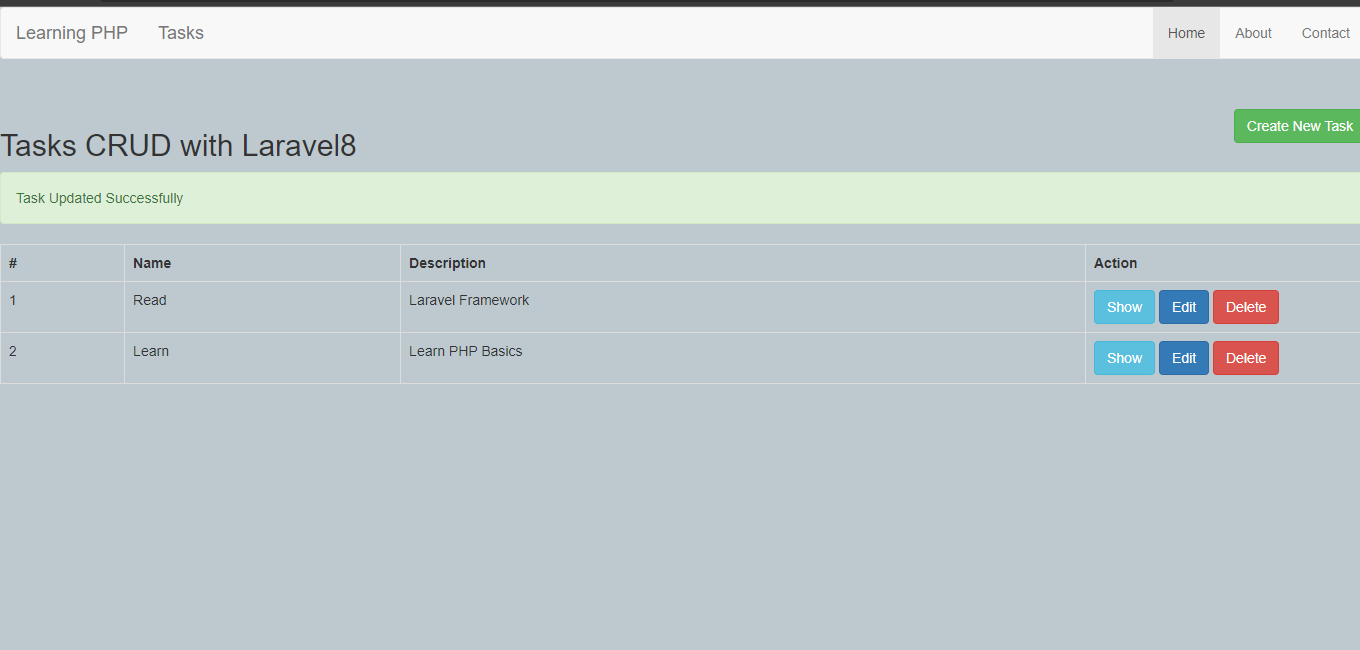 Learning PHP Tasks Home About Contact
Create New Task
Tasks CRUD with Laravel8
Task Updated Successfully
# Name Description Action
1 Read Laravel Framework Show Edit Delete
2 Learn Learn PHP Basics Show Edit Delete